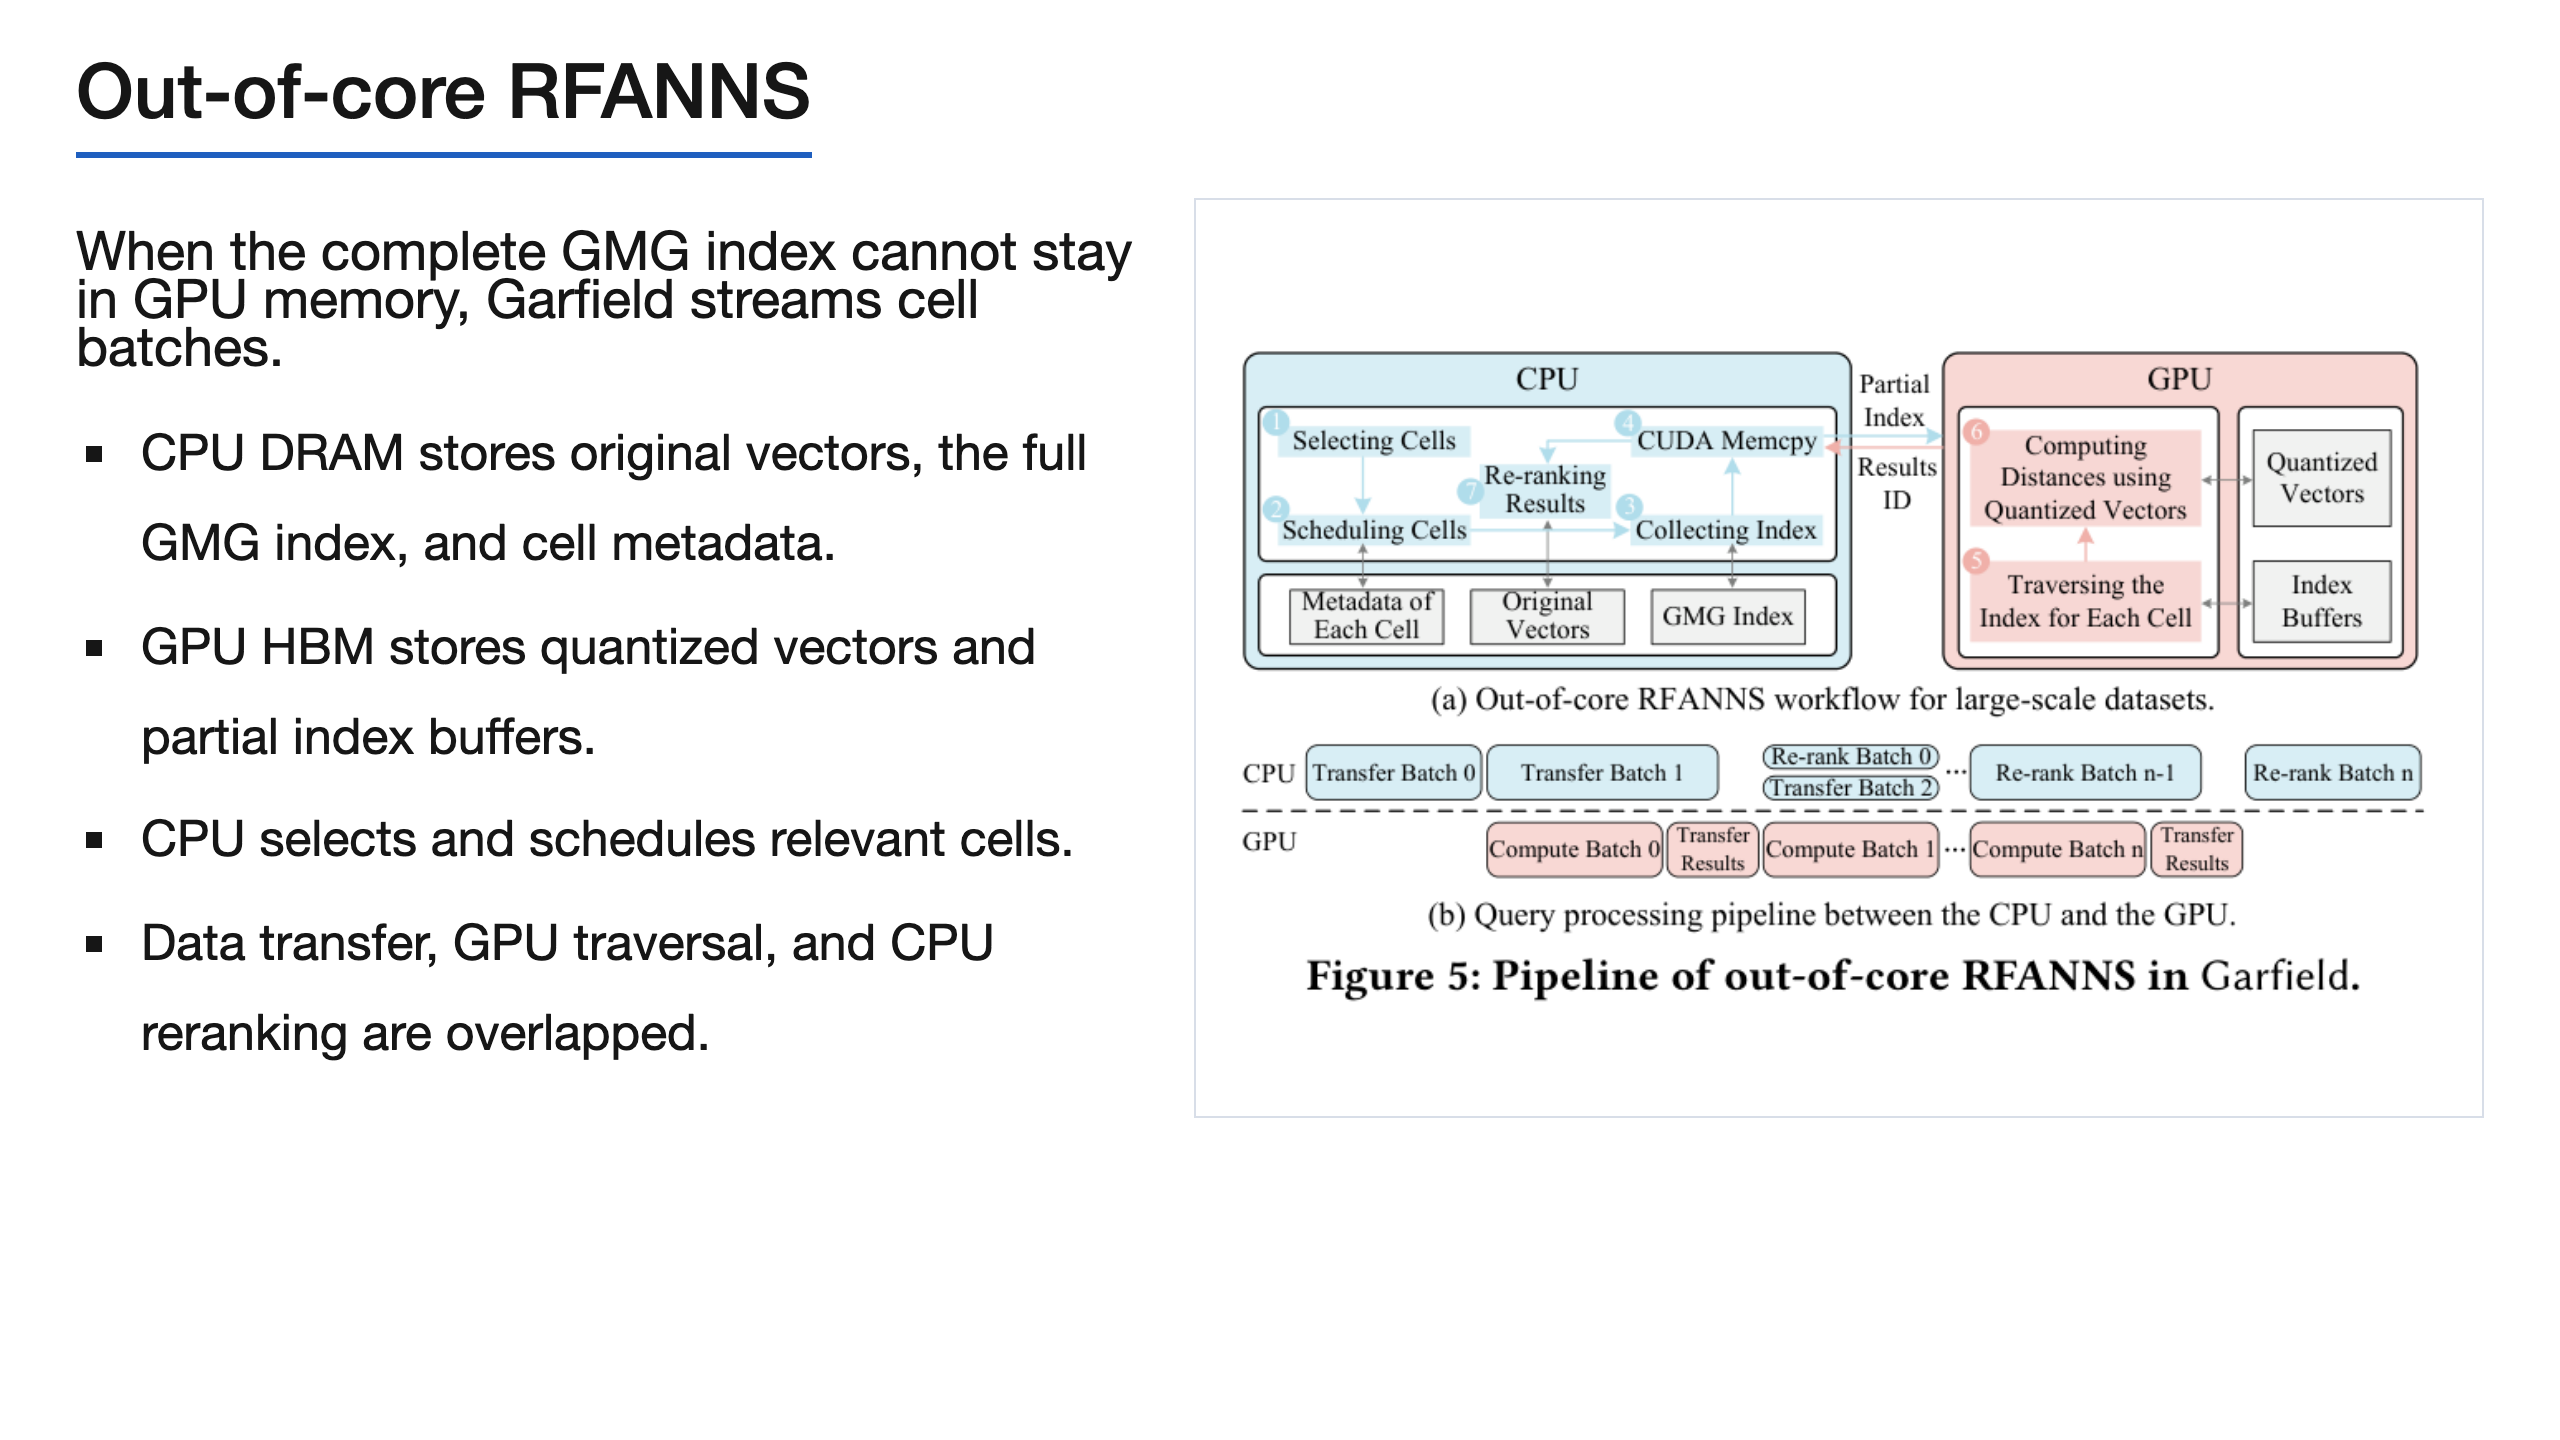 Out-of-core RFANNS
When the complete GMG index cannot stay
in GPU memory, Garfield streams cell
batches.
▪ CPU DRAM stores original vectors, the full
GMG index, and cell metadata.
▪ GPU HBM stores quantized vectors and
partial index buffers.
▪ CPU selects and schedules relevant cells.
▪ Data transfer, GPU traversal, and CPU
reranking are overlapped.
CPU
1
Selecting Cells
2
Scheduling Cells
7
Re-ranking
Results
4
CUDA Memcpy
3
Collecting Index
Metadata of
Each Cell
Original
Vectors
GMG Index
Partial
Index
Results
ID
GPU
6
Computing
Distances using
Quantized Vectors
5
Traversing the
Index for Each Cell
Quantized
Vectors
Index
Buffers
(a) Out-of-core RFANNS workflow for large-scale datasets.
CPU
Transfer Batch 0
Transfer Batch 1
Re-rank Batch 0
Transfer Batch 2
...
Re-rank Batch n-1
Re-rank Batch n
GPU
Compute Batch 0
Transfer
Results
Compute Batch 1
...
Compute Batch n
Transfer
Results
(b) Query processing pipeline between the CPU and the GPU.
Figure 5: Pipeline of out-of-core RFANNS in Garfield.